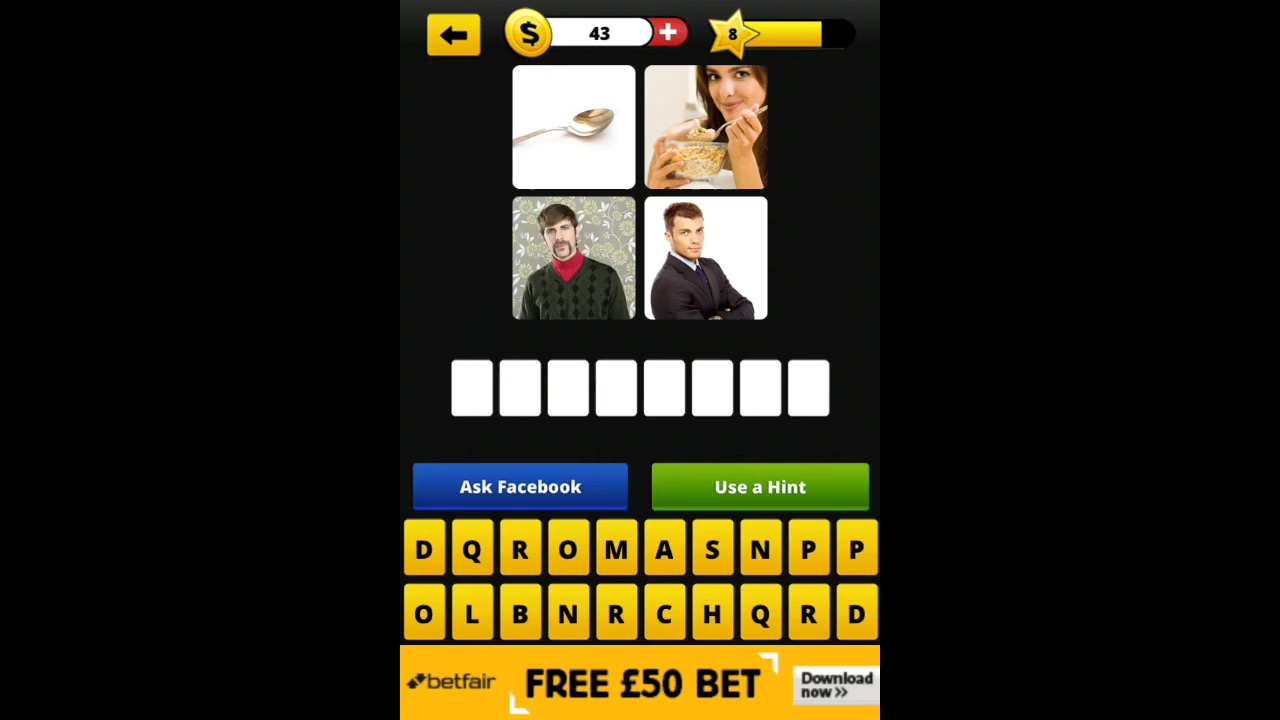 $ 43 + 8
Ask Facebook Use a Hint
D Q R O M A S N P P
O L B N R C H Q R D
betfair FREE £50 BET Download now >>